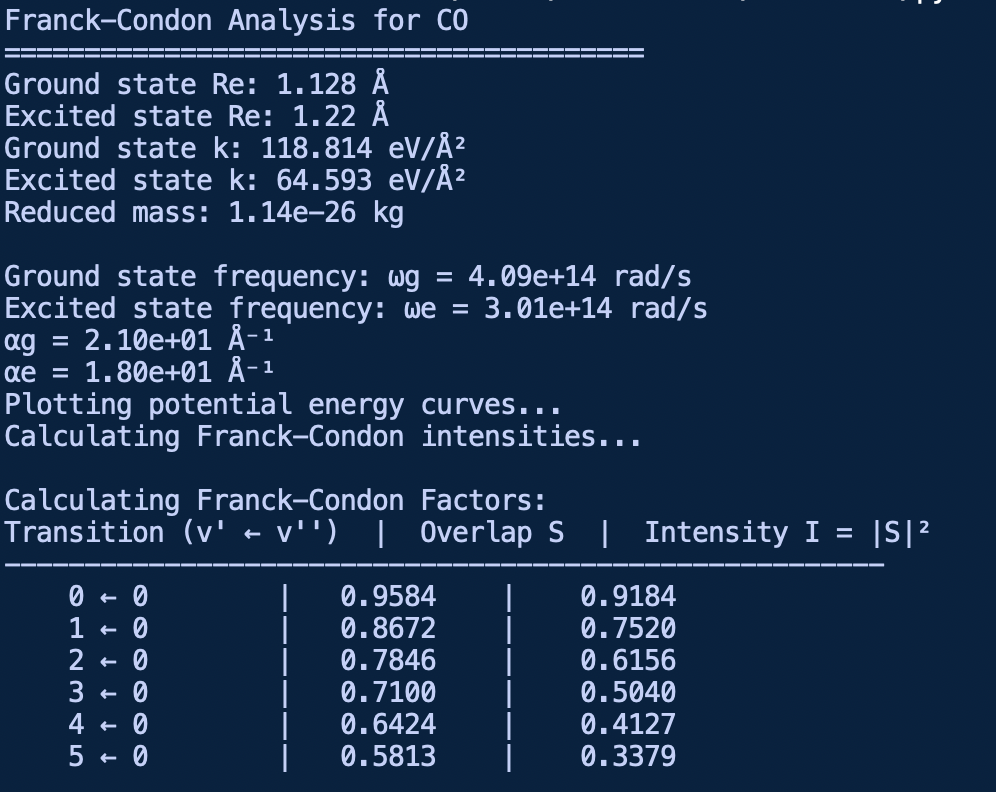 Franck-Condon Analysis for CO
========================================
Ground state Re: 1.128 Å
Excited state Re: 1.22 Å
Ground state k: 118.814 eV/Å²
Excited state k: 64.593 eV/Å²
Reduced mass: 1.14e-26 kg
Ground state frequency: ωg = 4.09e+14 rad/s
Excited state frequency: ωe = 3.01e+14 rad/s
αg = 2.10e+01 Å⁻¹
αe = 1.80e+01 Å⁻¹
Plotting potential energy curves...
Calculating Franck-Condon intensities...
Calculating Franck-Condon Factors:
Transition (v' ← v'')  |  Overlap S  |  Intensity I = |S|²
-------------------------------------------------------
    0 ← 0        |   0.9584    |    0.9184
    1 ← 0        |   0.8672    |    0.7520
    2 ← 0        |   0.7846    |    0.6156
    3 ← 0        |   0.7100    |    0.5040
    4 ← 0        |   0.6424    |    0.4127
    5 ← 0        |   0.5813    |    0.3379